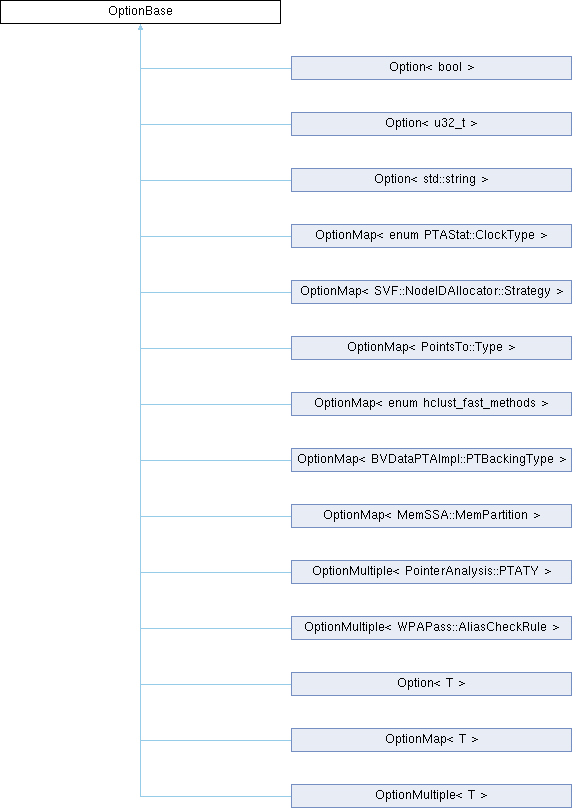 OptionBase
Option< bool >
Option< u32_t >
Option< std::string >
OptionMap< enum PTAStat::ClockType >
OptionMap< SVF::NodeIDAllocator::Strategy >
OptionMap< PointsTo::Type >
OptionMap< enum hclust_fast_methods >
OptionMap< BVDataPTAImpl::PTBackingType >
OptionMap< MemSSA::MemPartition >
OptionMultiple< PointerAnalysis::PTATY >
OptionMultiple< WPAPass::AliasCheckRule >
Option< T >
OptionMap< T >
OptionMultiple< T >